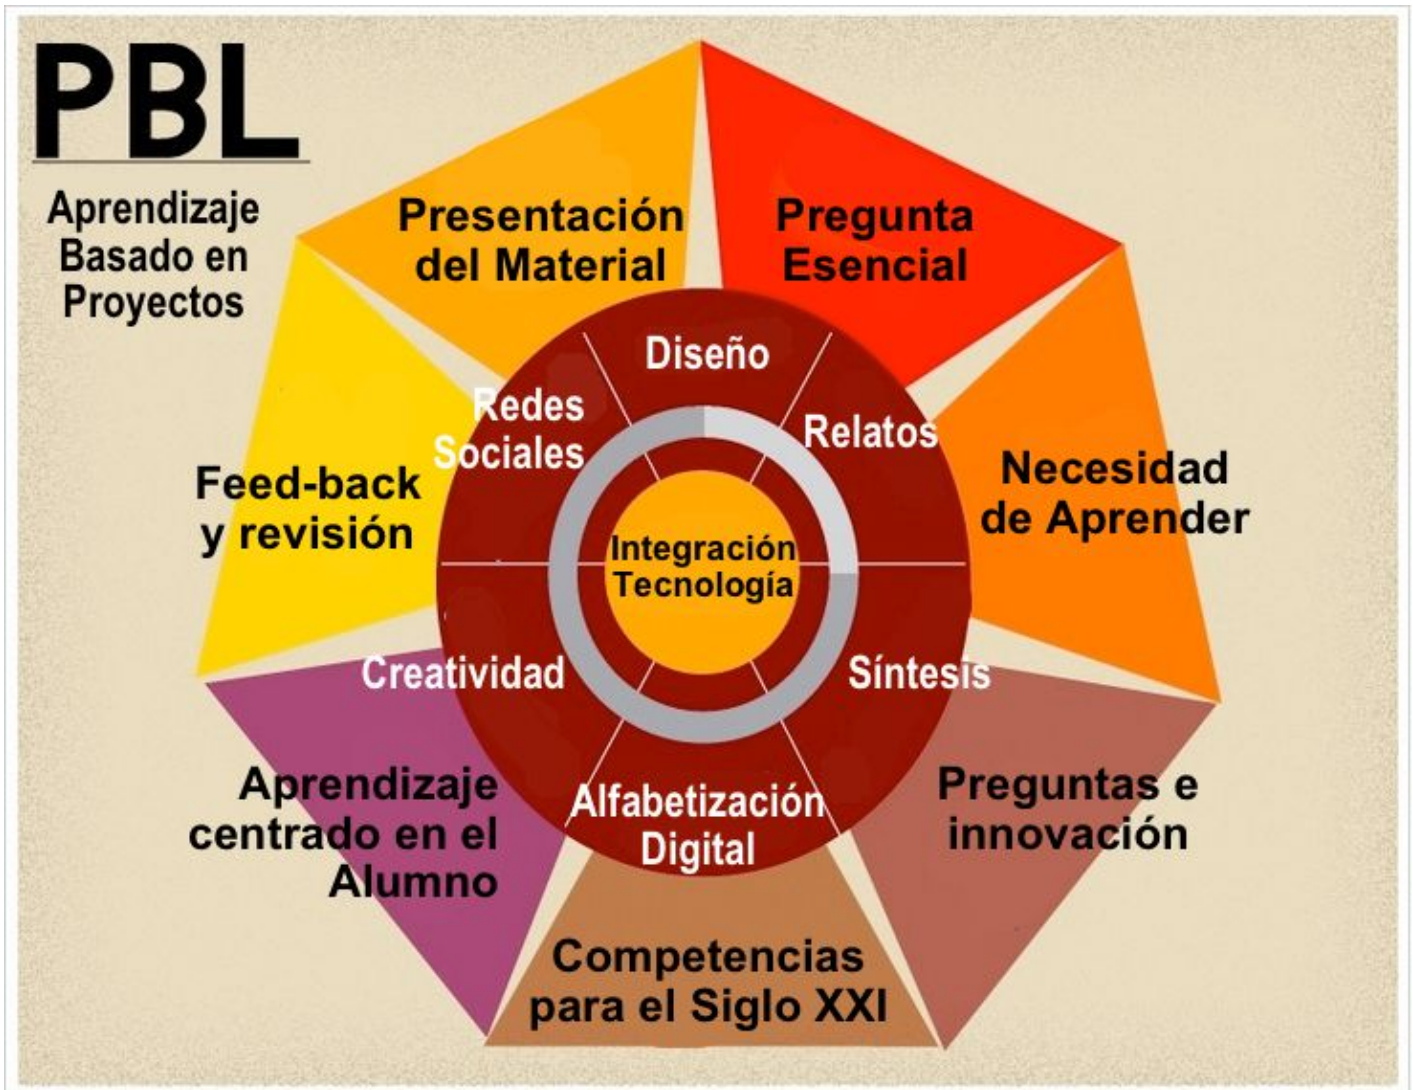 PBL
Aprendizaje
Basado en
Proyectos
Presentación
del Material
Pregunta
Esencial
Necesidad
de Aprender
Preguntas e
innovación
Competencias
para el Siglo XXI
Aprendizaje
centrado en el
Alumno
Feed-back
y revisión
Diseño
Relatos
Síntesis
Alfabetización
Digital
Creatividad
Redes
Sociales
Integración
Tecnología